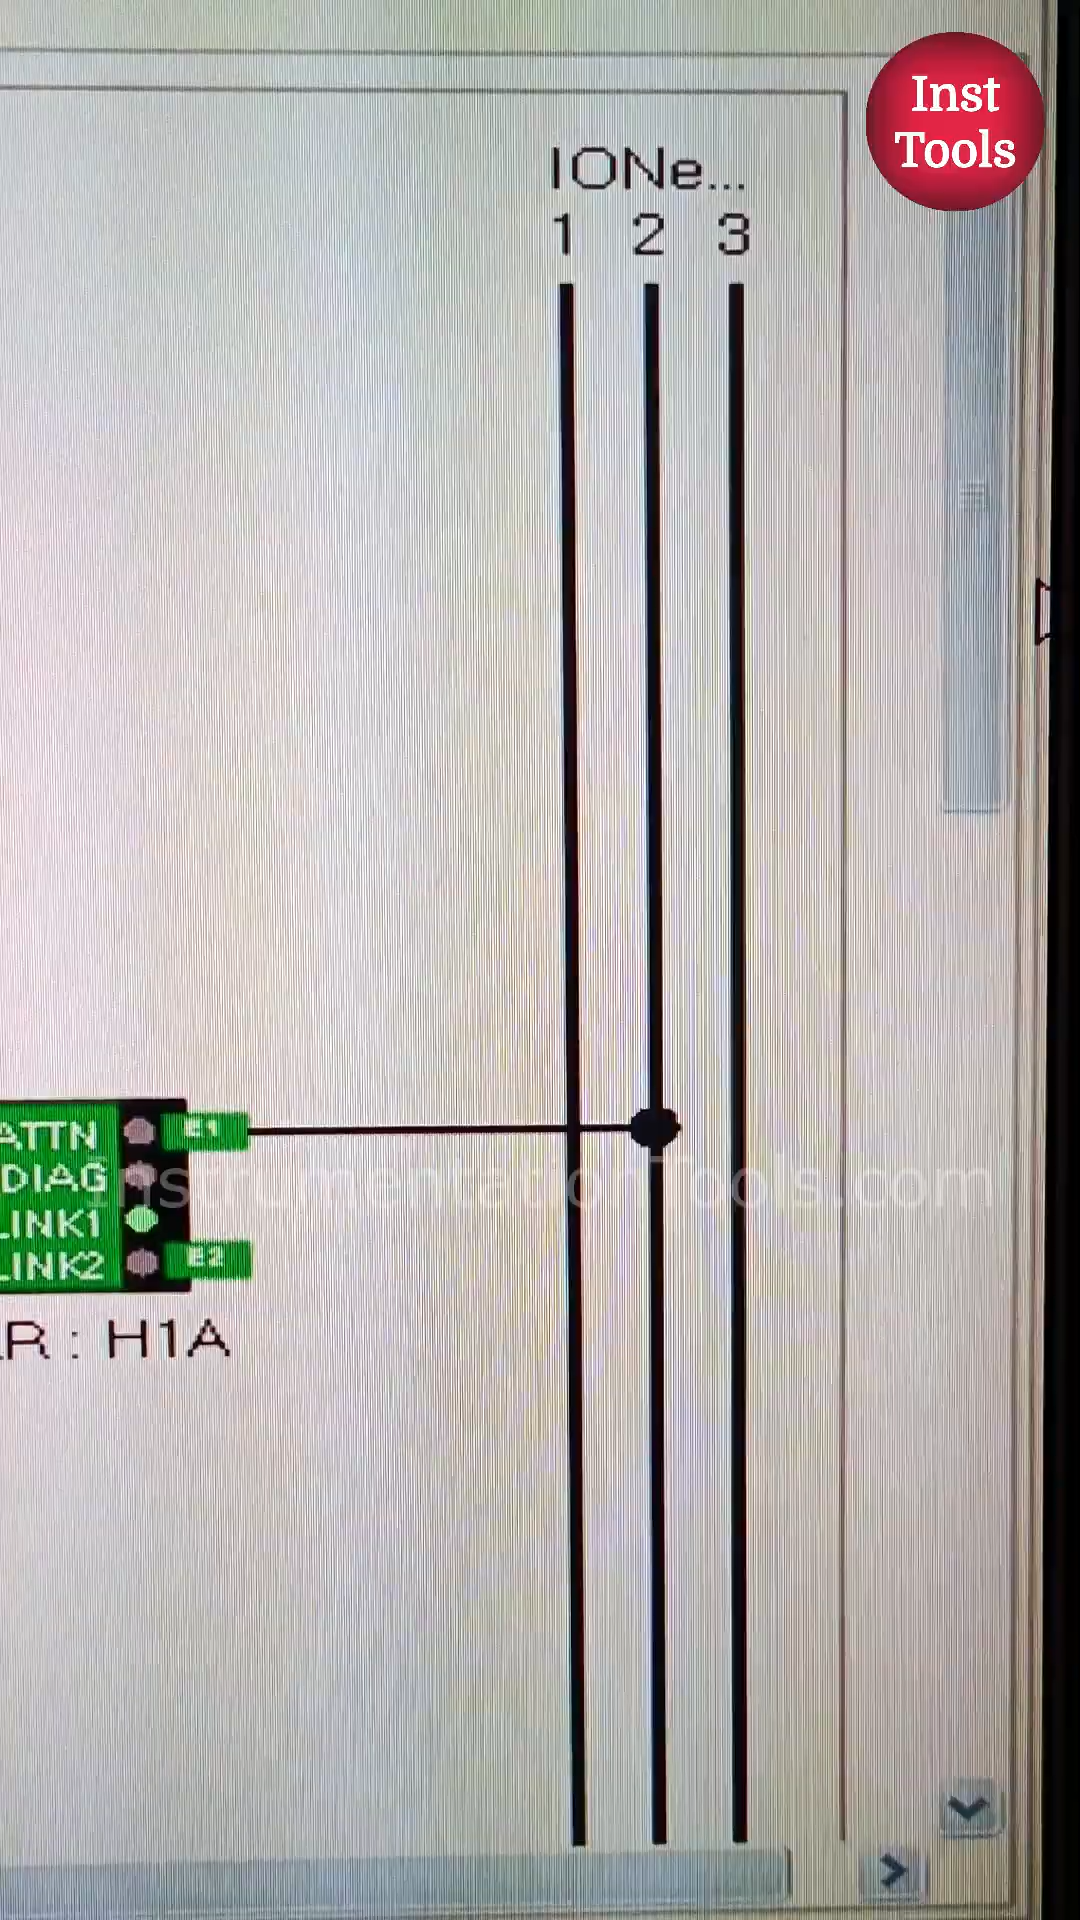 Inst
Tools
IONe...
1 2 3
ATTN
E1
DIAG
InstrumentationTools.com
LINK1
LINK2
E2
R : H1A